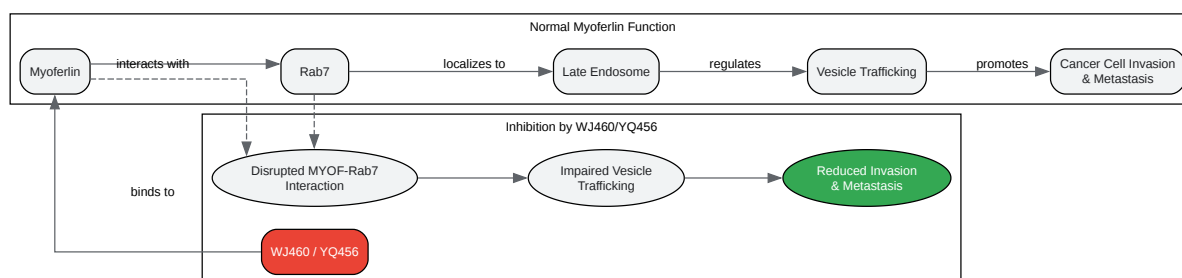 Normal Myoferlin Function
Myoferlin
interacts with
Rab7
localizes to
Late Endosome
regulates
Vesicle Trafficking
promotes
Cancer Cell Invasion
& Metastasis
Inhibition by WJ460/YQ456
Disrupted MYOF-Rab7
Interaction
Impaired Vesicle
Trafficking
Reduced Invasion
& Metastasis
binds to
WJ460 / YQ456